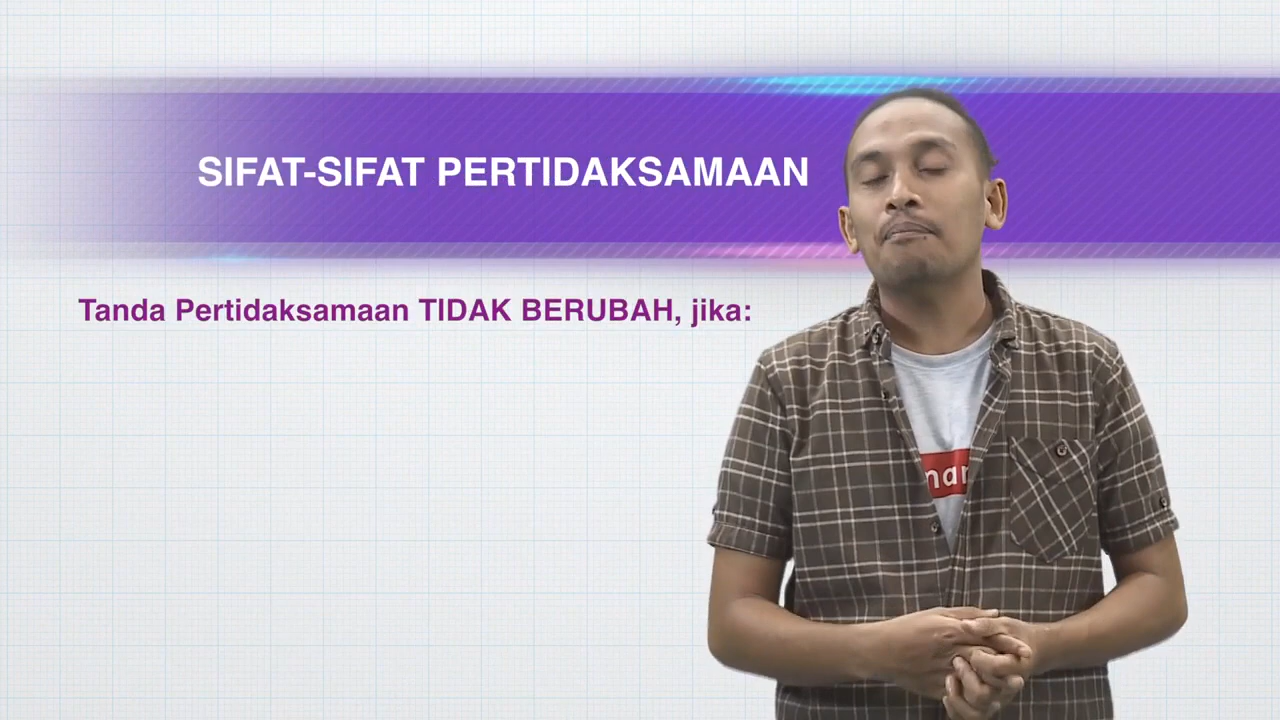 SIFAT-SIFAT PERTIDAKSAMAAN
Tanda Pertidaksamaan TIDAK BERUBAH, jika: